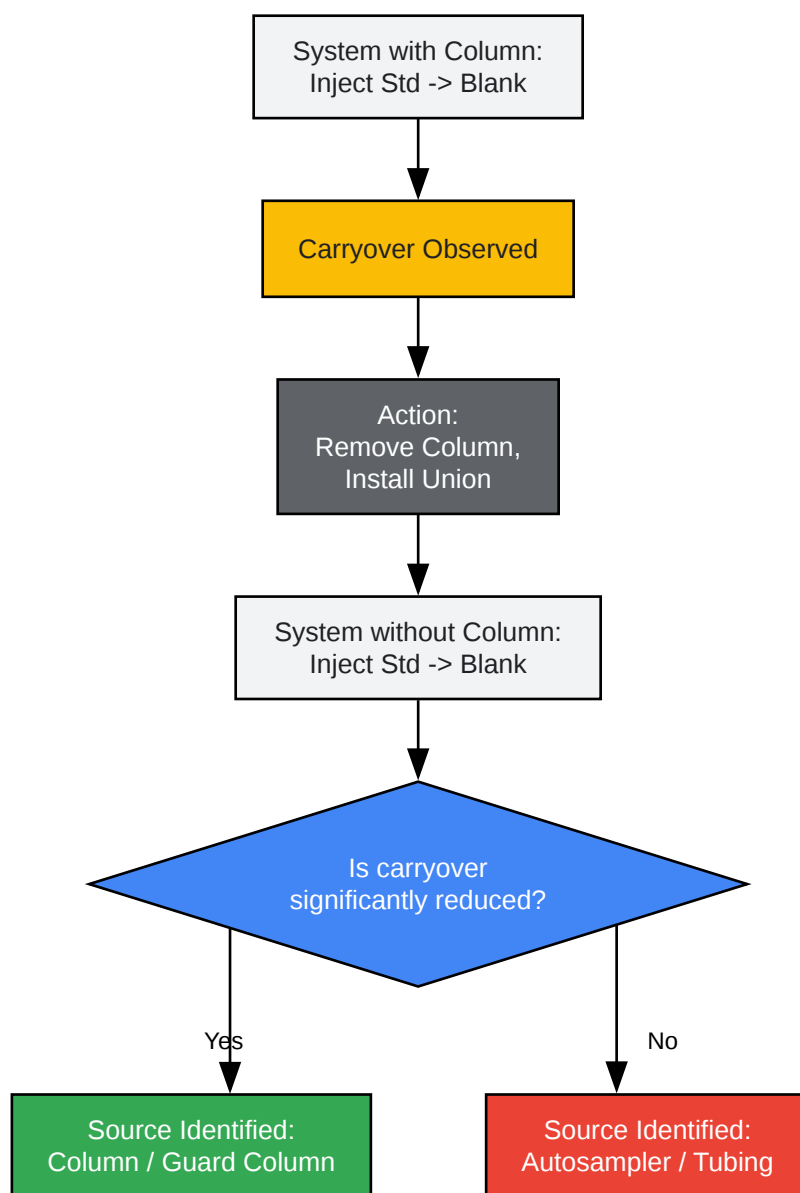 System with Column:
Inject Std -> Blank
Carryover Observed
Action:
Remove Column,
Install Union
System without Column:
Inject Std -> Blank
Is carryover
significantly reduced?
Yes
No
Source Identified:
Column / Guard Column
Source Identified:
Autosampler / Tubing